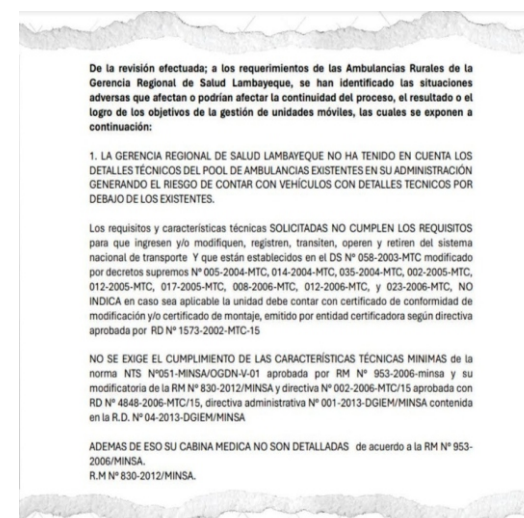 De la revisión efectuada; a los requerimientos de las Ambulancias Rurales de la
Gerencia Regional de Salud Lambayeque, se han identificado las situaciones
adversas que afectan o podrían afectar la continuidad del proceso, el resultado o el
logro de los objetivos de la gestión de unidades móviles, las cuales se exponen a
continuación:
1. LA GERENCIA REGIONAL DE SALUD LAMBAYEQUE NO HA TENIDO EN CUENTA LOS
DETALLES TÉCNICOS DEL POOL DE AMBULANCIAS EXISTENTES EN SU ADMINISTRACIÓN
GENERANDO EL RIESGO DE CONTAR CON VEHÍCULOS CON DETALLES TECNICOS POR
DEBAJO DE LOS EXISTENTES.
Los requisitos y características técnicas SOLICITADAS NO CUMPLEN LOS REQUISITOS
para que ingresen y/o modifiquen, registren, transiten, operen y retiren del sistema
nacional de transporte Y que están establecidos en el DS Nº 058-2003-MTC modificado
por decretos supremos Nº 005-2004-MTC, 014-2004-MTC, 035-2004-MTC, 002-2005-MTC,
012-2005-MTC, 017-2005-MTC, 008-2006-MTC, 012-2006-MTC, y 023-2006-MTC, NO
INDICA en caso sea aplicable la unidad debe contar con certificado de conformidad de
modificación y/o certificado de montaje, emitido por entidad certificadora según directiva
aprobada por RD Nº 1573-2002-MTC-15
NO SE EXIGE EL CUMPLIMIENTO DE LAS CARACTERÍSTICAS TÉCNICAS MINIMAS de la
norma NTS Nº051-MINSA/OGDN-V-01 aprobada por RM Nº 953-2006-minsa y su
modificatoria de la RM Nº 830-2012/MINSA y directiva Nº 002-2006-MTC/15 aprobada con
RD Nº 4848-2006-MTC/15, directiva administrativa Nº 001-2013-DGIEM/MINSA contenida
en la R.D. Nº 04-2013-DGIEM/MINSA
ADEMAS DE ESO SU CABINA MEDICA NO SON DETALLADAS de acuerdo a la RM Nº 953-
2006/MINSA.
R.M Nº 830-2012/MINSA.